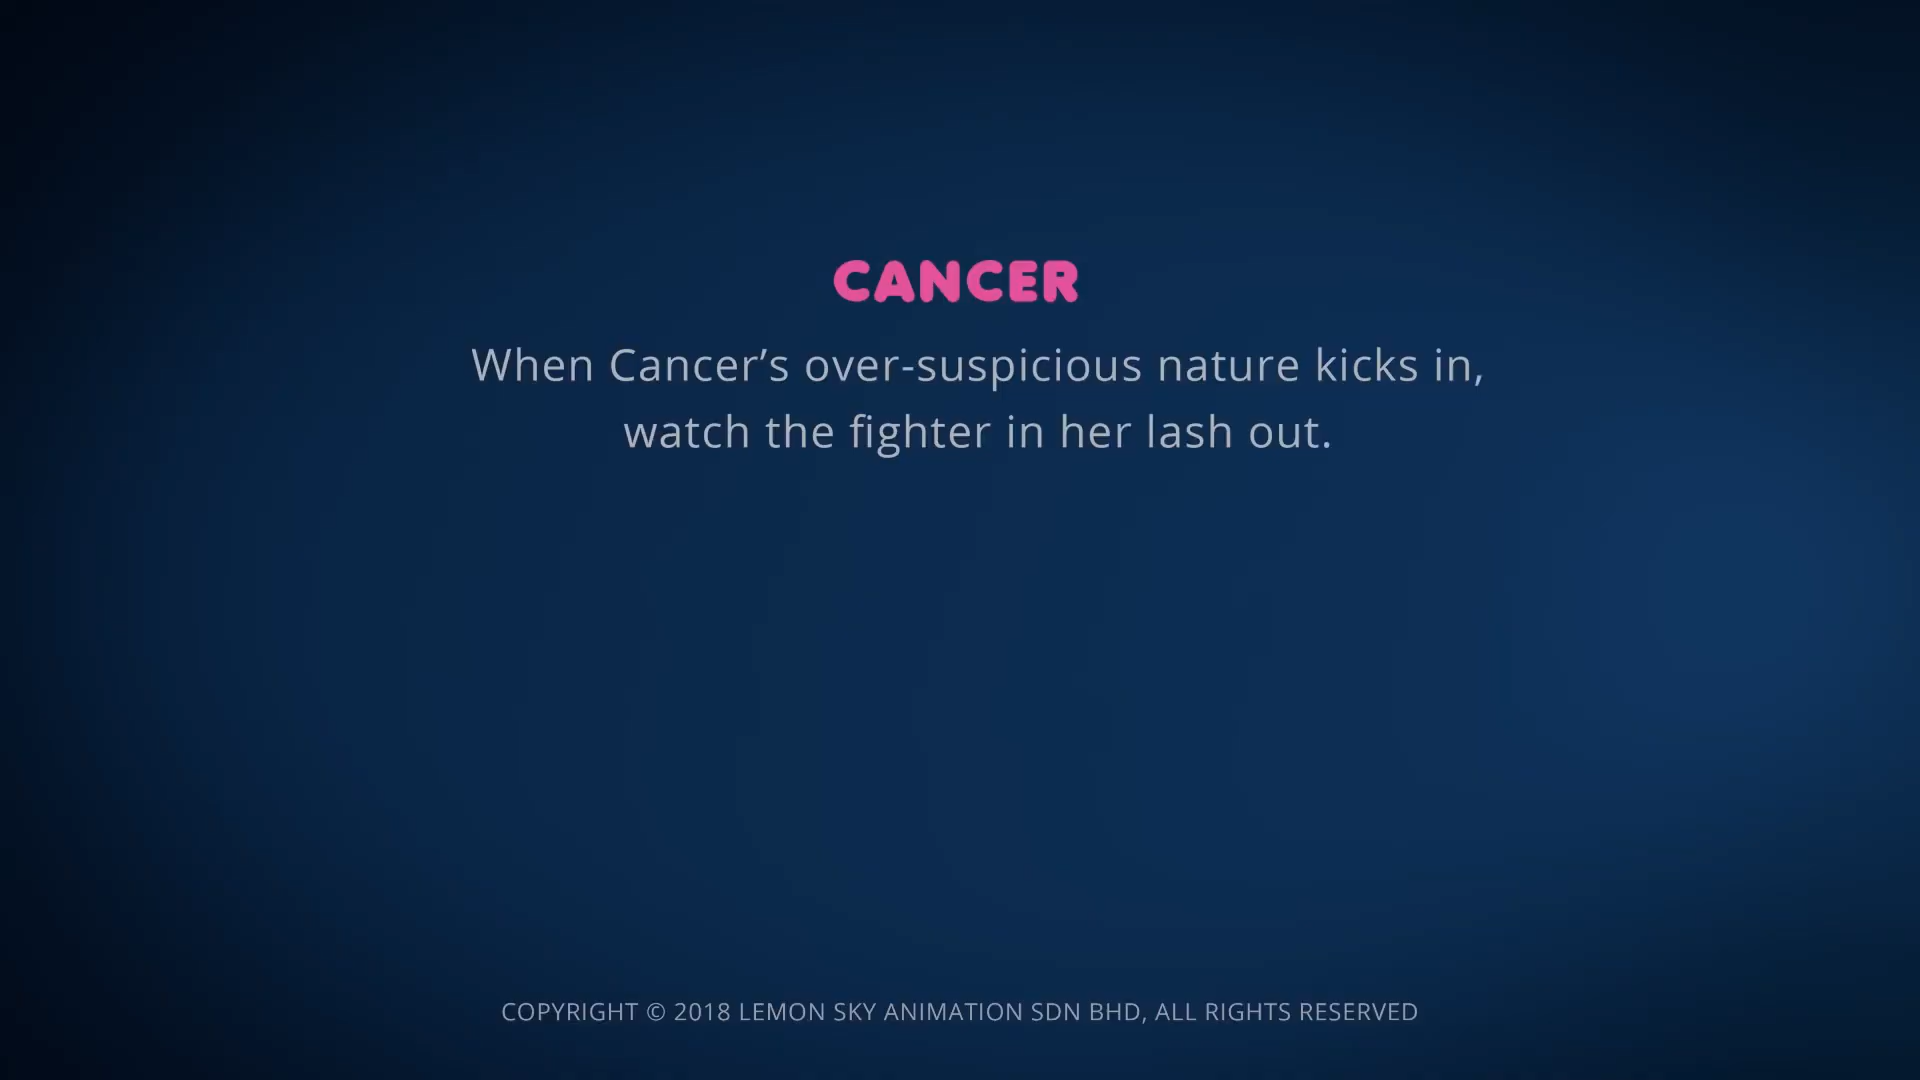 CANCER
When Cancer’s over-suspicious nature kicks in,
watch the fighter in her lash out.
COPYRIGHT © 2018 LEMON SKY ANIMATION SDN BHD, ALL RIGHTS RESERVED